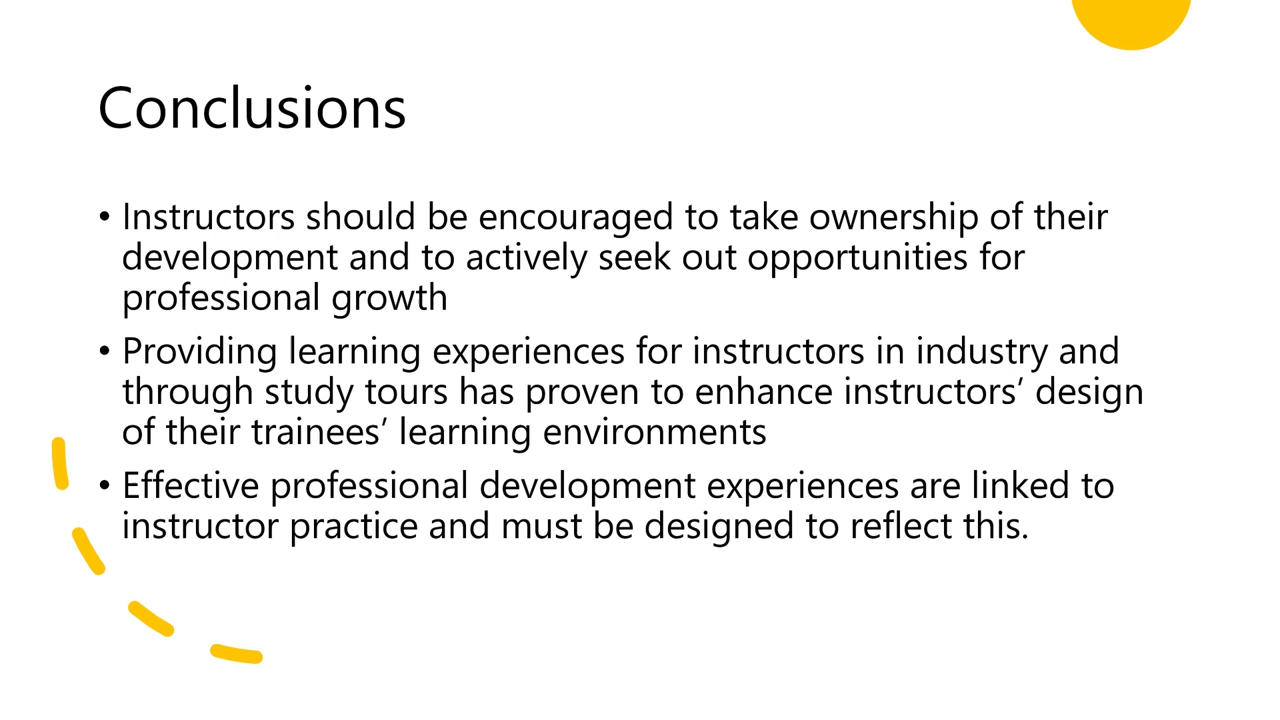 Conclusions
• Instructors should be encouraged to take ownership of their
development and to actively seek out opportunities for
professional growth
• Providing learning experiences for instructors in industry and
through study tours has proven to enhance instructors’ design
of their trainees’ learning environments
• Effective professional development experiences are linked to
instructor practice and must be designed to reflect this.